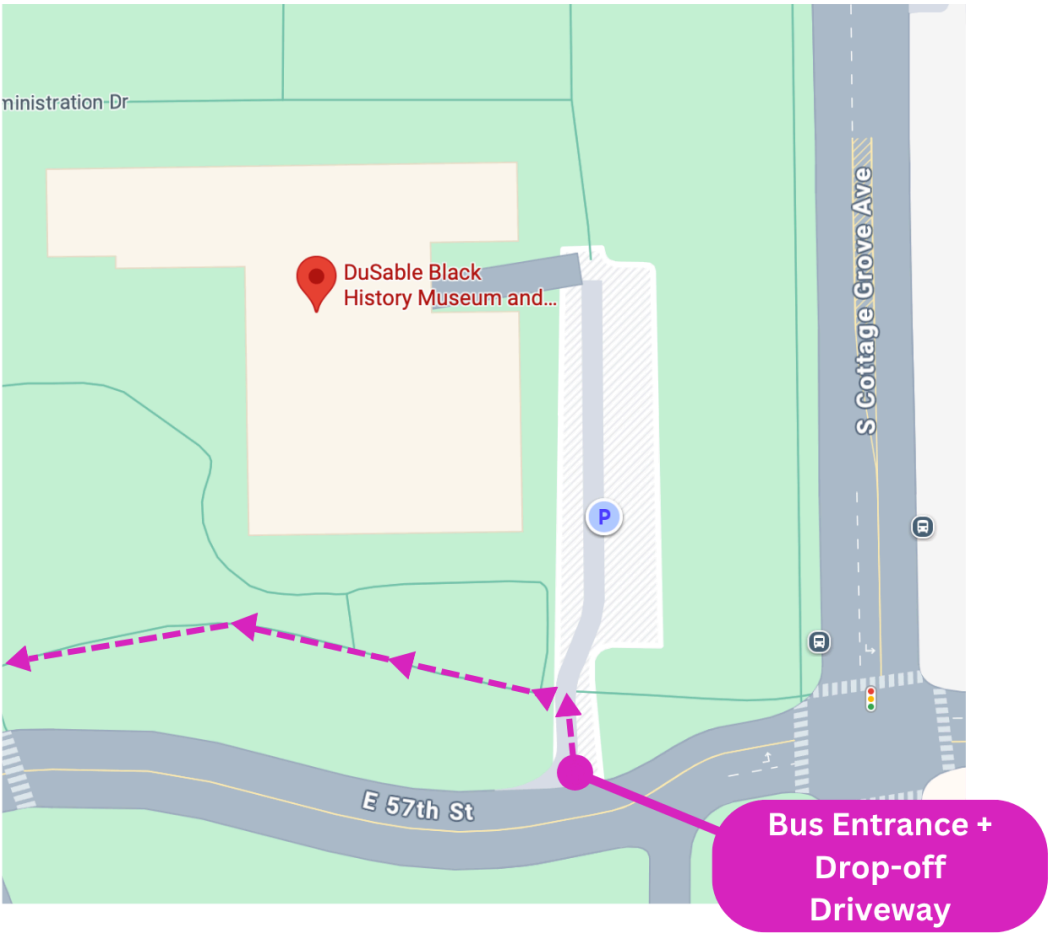 ministration Dr
DuSable Black
History Museum and...
S Cottage Grove Ave
P
E 57th St
Bus Entrance +
Drop-off
Driveway